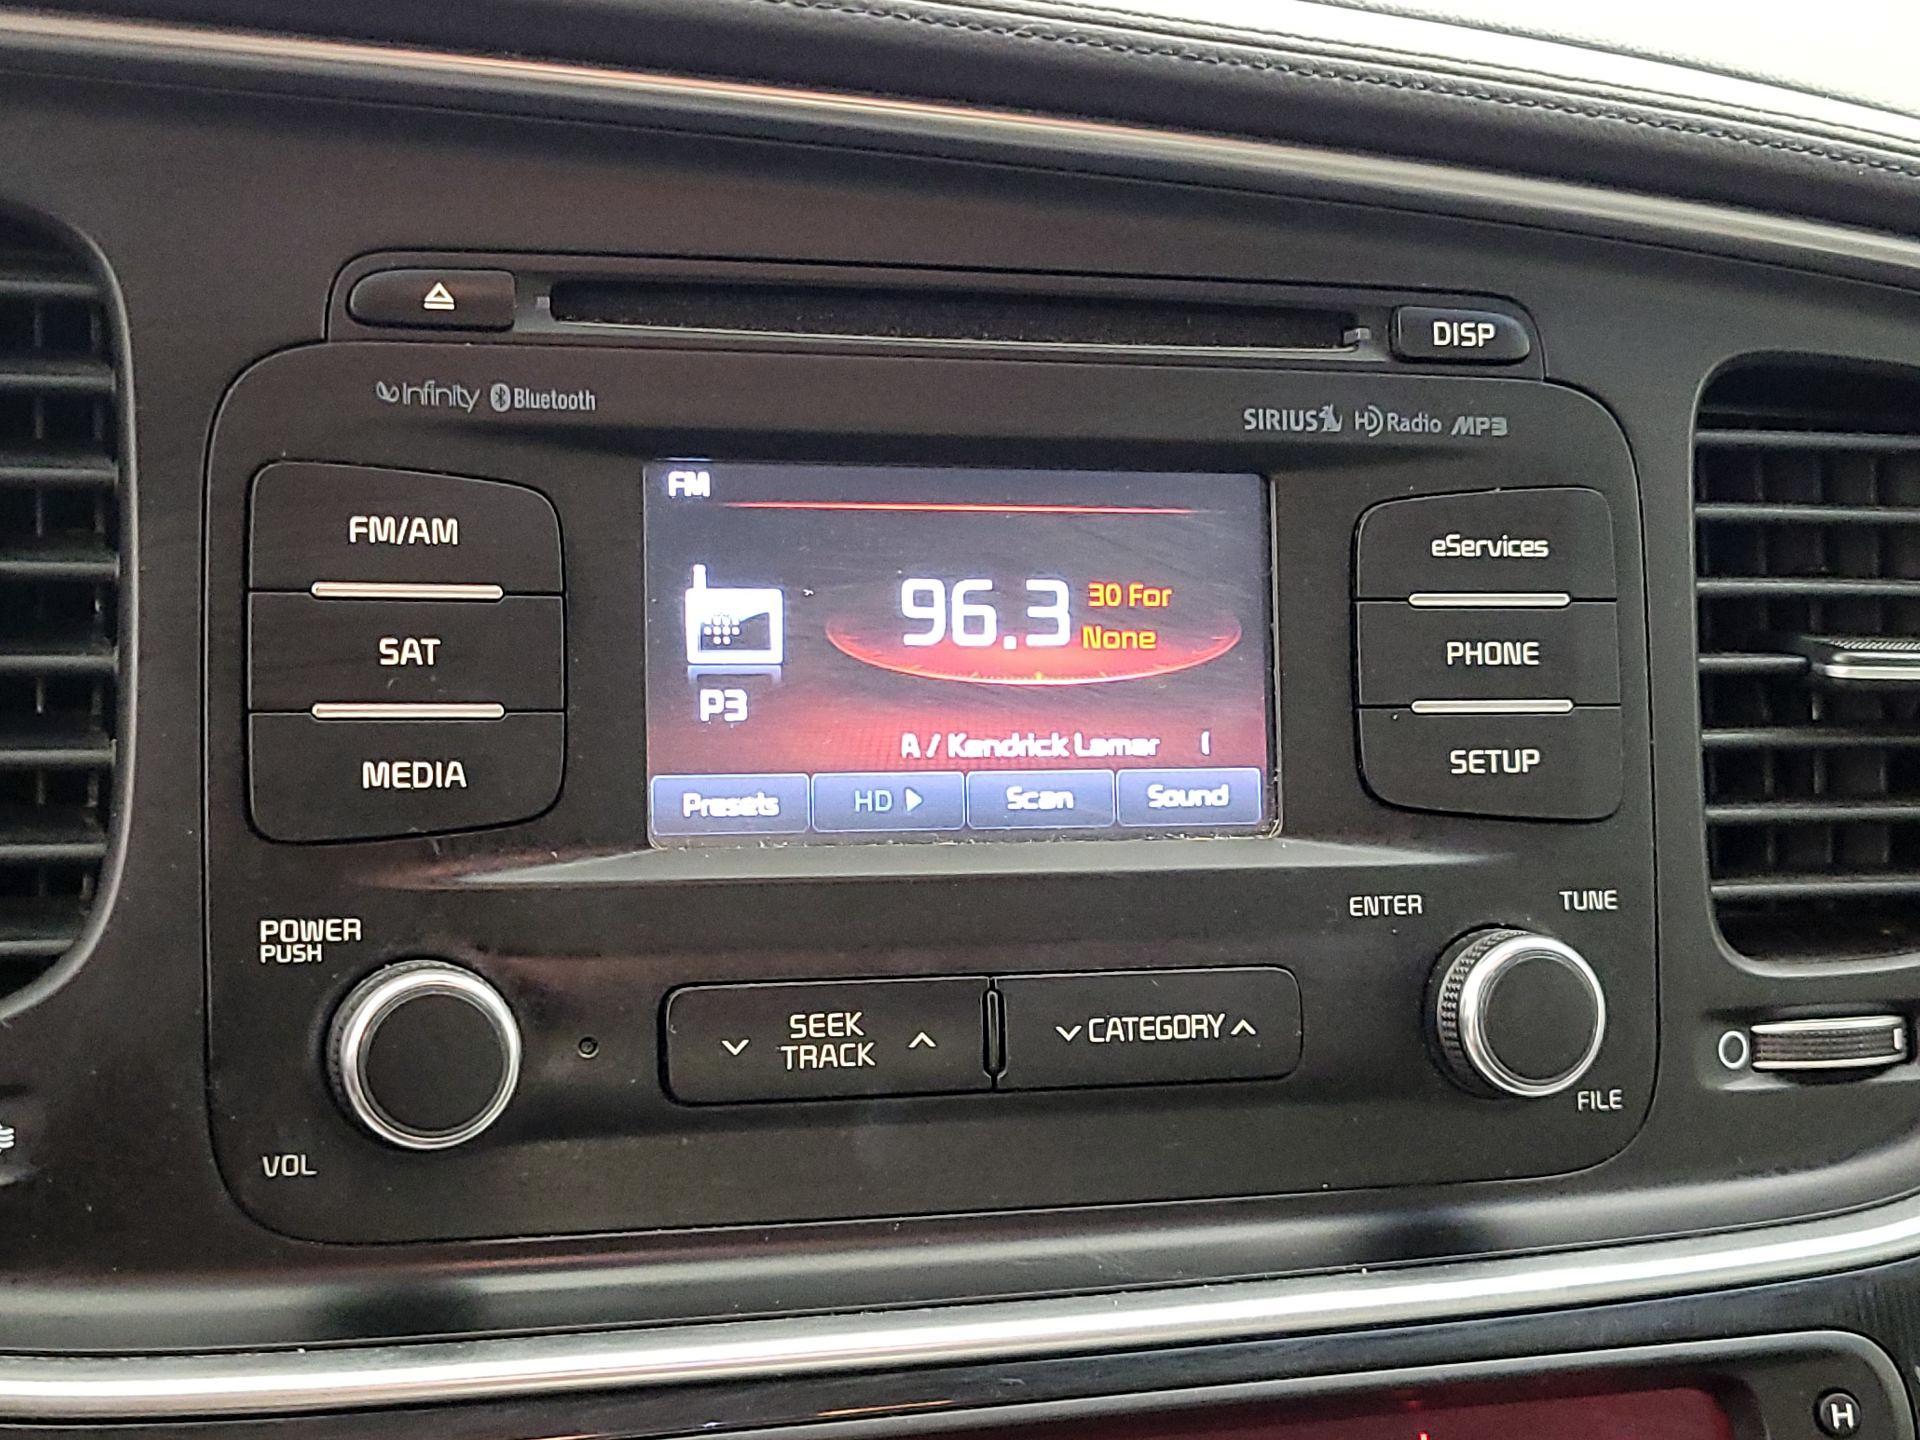 DISP
Infinity Bluetooth
SIRIUS HD Radio MP3
FM
FM/AM
SAT
MEDIA
96.3
30 For
None
P3
A / Kendrick Lamar
Presets HD Scan Sound
eServices
PHONE
SETUP
POWER
PUSH
VOL
SEEK
TRACK
CATEGORY
ENTER
TUNE
FILE
H